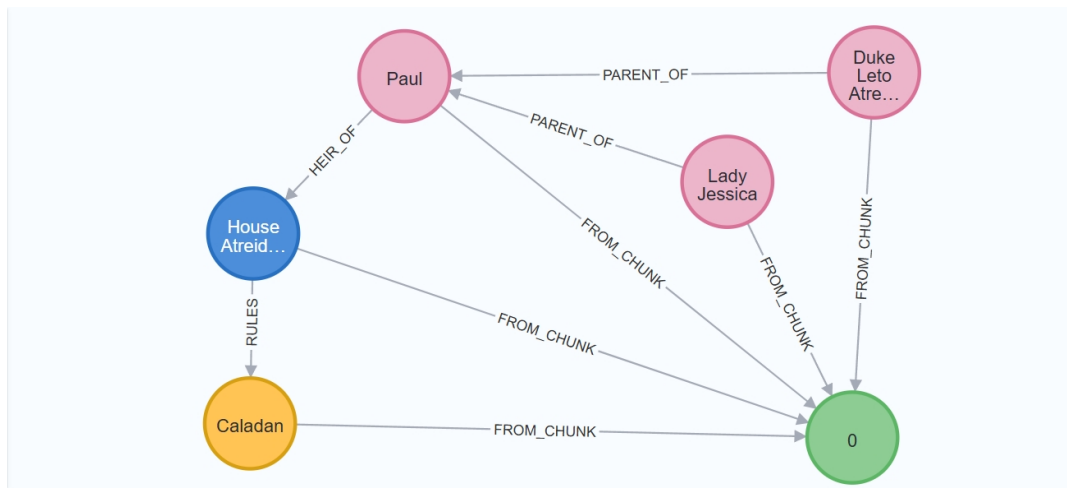 Paul
PARENT_OF
Duke
Leto
Atre…
PARENT_OF
HEIR_OF
Lady
Jessica
House
Atreid…
FROM_CHUNK
FROM_CHUNK
FROM_CHUNK
RULES
FROM_CHUNK
Caladan
FROM_CHUNK
0